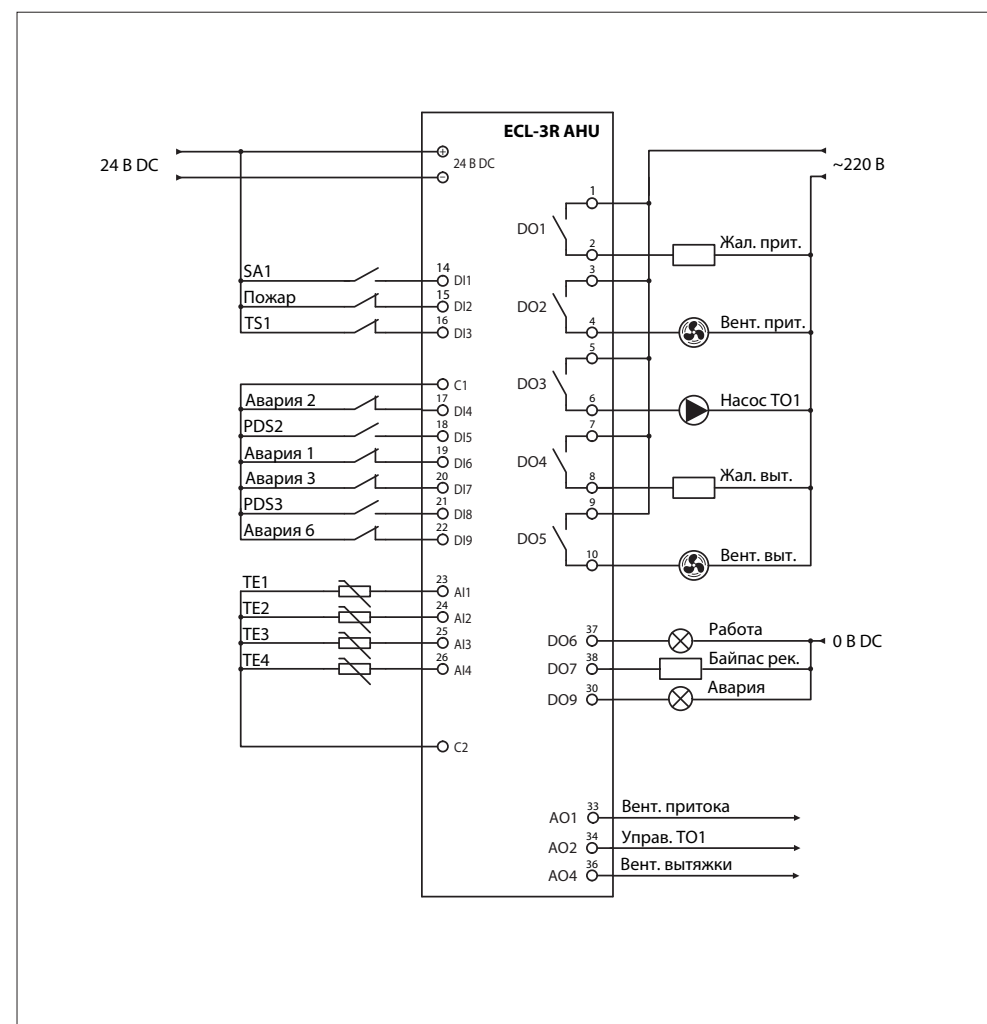 ECL-3R AHU
24 В DC
24 В DC
~220 В
1
DO1
2
Жал. прит.
3
DO2
4
Вент. прит.
5
DO3
6
Насос ТО1
7
DO4
8
Жал. выт.
9
DO5
10
Вент. выт.
SA1
14
DI1
Пожар
15
DI2
TS1
16
DI3
C1
Авария 2
17
DI4
PDS2
18
DI5
Авария 1
19
DI6
Авария 3
20
DI7
PDS3
21
DI8
Авария 6
22
DI9
TE1
23
AI1
TE2
24
AI2
TE3
25
AI3
TE4
26
AI4
C2
DO6
37
Работа
0 В DC
DO7
38
Байпас рек.
DO9
30
Авария
AO1
33
Вент. притока
AO2
34
Управ. ТО1
AO4
36
Вент. вытяжки